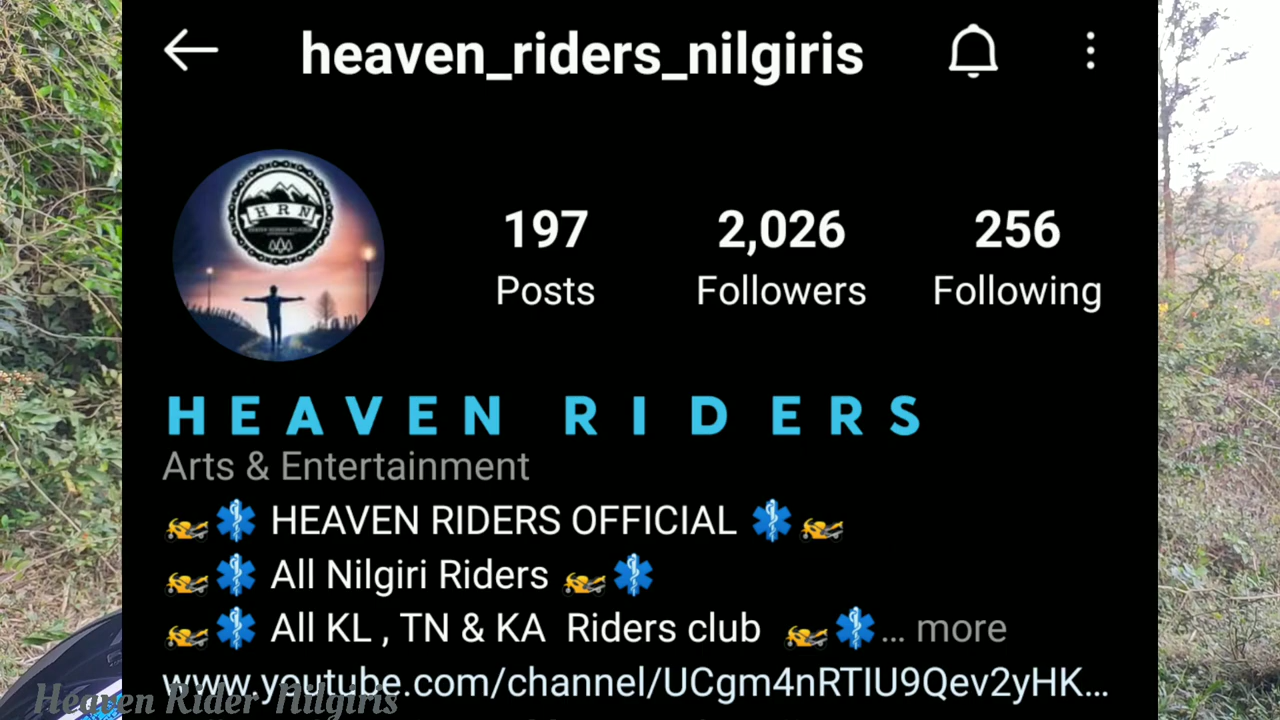 heaven_riders_nilgiris
HRN
197
2,026
256
Posts
Followers
Following
HEAVEN RIDERS
Arts & Entertainment
🏍️⚕️ HEAVEN RIDERS OFFICIAL ⚕️🏍️
🏍️⚕️ All Nilgiri Riders 🏍️⚕️
🏍️⚕️ All KL , TN & KA Riders club 🏍️⚕️... more
www.youtube.com/channel/UCgm4nRTIU9Qev2yHK...
Heaven Rider Nilgiris